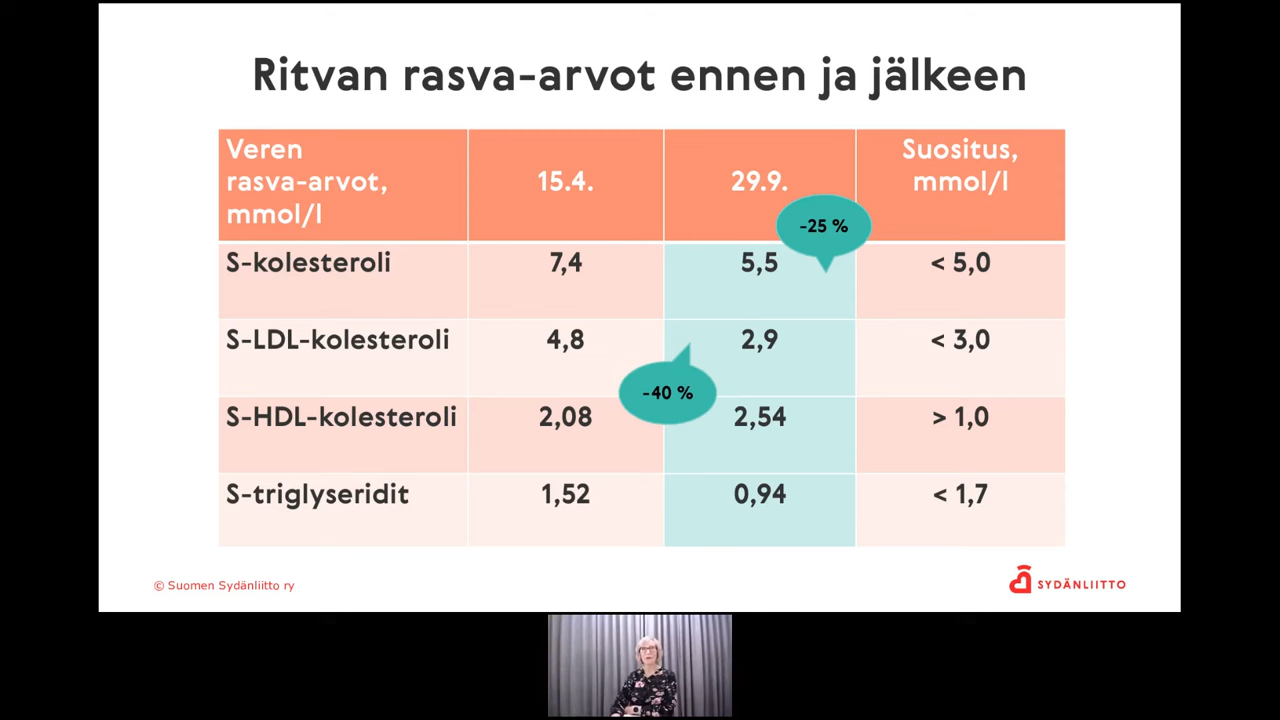 Ritvan rasva-arvot ennen ja jälkeen
Veren
rasva-arvot,
mmol/l
15.4.
29.9.
Suositus,
mmol/l
-25 %
S-kolesteroli
7,4
5,5
< 5,0
S-LDL-kolesteroli
4,8
2,9
< 3,0
-40 %
S-HDL-kolesteroli
2,08
2,54
> 1,0
S-triglyseridit
1,52
0,94
< 1,7
© Suomen Sydänliitto ry
SYDÄNLIITTO